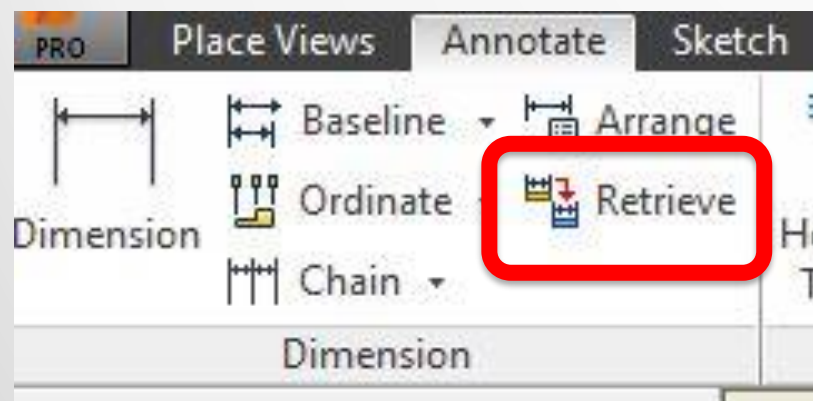 PRO Place Views Annotate Sketch
Baseline Arrange
Ordinate Retrieve
Dimension
Chain
Dimension